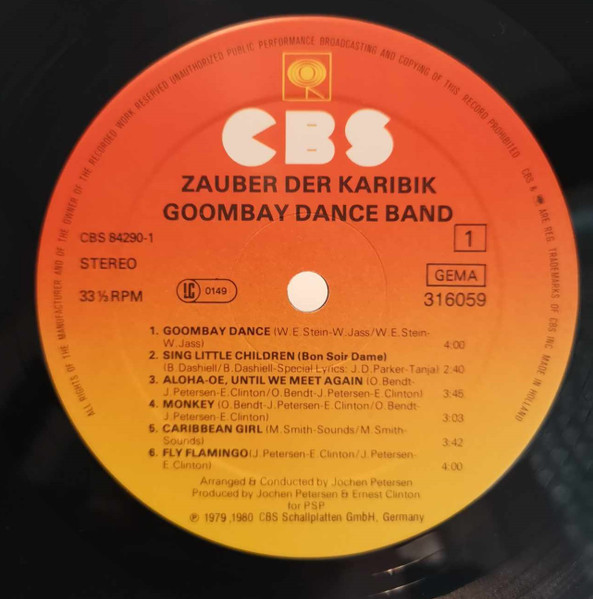 ALL RIGHTS OF THE MANUFACTURER AND OF THE OWNER OF THE RECORDED WORK RESERVED UNAUTHORIZED PUBLIC PERFORMANCE BROADCASTING AND COPYING OF THIS RECORD PROHIBITED
CBS & ARE REG. TRADEMARKS OF CBS INC MADE IN HOLLAND
CBS
ZAUBER DER KARIBIK
GOOMBAY DANCE BAND
CBS 84290-1
1
STEREO
GEMA
33⅓ RPM
LC 0149
316059
1. GOOMBAY DANCE (W.E.Stein-W.Jass/W.E.Stein-
W.Jass) 4:00
2. SING LITTLE CHILDREN (Bon Soir Dame)
(B.Dashiell/B.Dashiell-Special Lyrics: J.D.Parker-Tanja) 2:40
3. ALOHA-OE, UNTIL WE MEET AGAIN (O.Bendt-
J.Petersen-E.Clinton/O.Bendt-J.Petersen-E.Clinton) 3:45
4. MONKEY (O.Bendt-J.Petersen-E.Clinton/O.Bendt-
J.Petersen-E.Clinton) 3:03
5. CARIBBEAN GIRL (M.Smith-Sounds/M.Smith-
Sounds) 3:42
6. FLY FLAMINGO(J.Petersen-E.Clinton/J.Petersen-
E.Clinton) 4:00
Arranged & Conducted by Jochen Petersen
Produced by Jochen Petersen & Ernest Clinton
for PSP
℗ 1979 ,1980 CBS Schallplatten GmbH, Germany